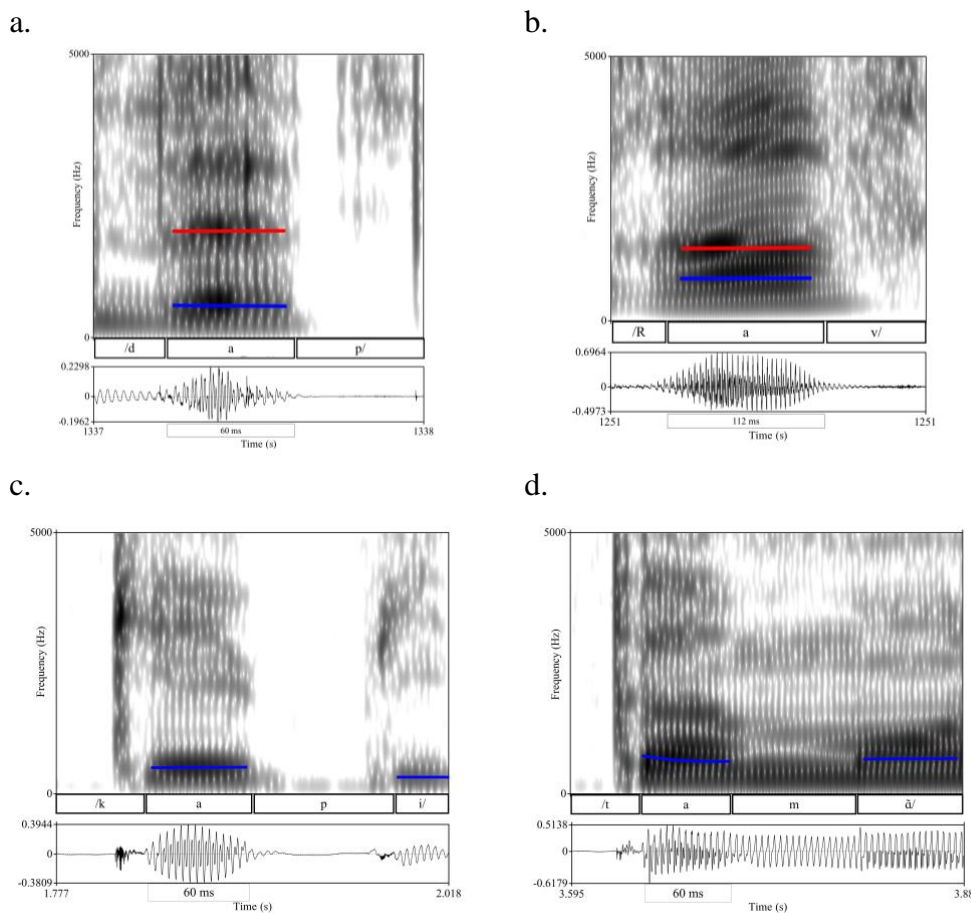 a.
5000
Frequency (Hz)
0
/d a p/
0.2298
0
-0.1962
1337 60 ms 1338
Time (s)
b.
5000
Frequency (Hz)
0
/R a v/
0.6964
0
-0.4973
1251 112 ms 1251
Time (s)
c.
5000
Frequency (Hz)
0
/k a p i/
0.3944
0
-0.3809
1.777 60 ms 2.018
Time (s)
d.
5000
Frequency (Hz)
0
/t a m ɑ̃/
0.5138
0
-0.6179
3.595 60 ms 3.88
Time (s)